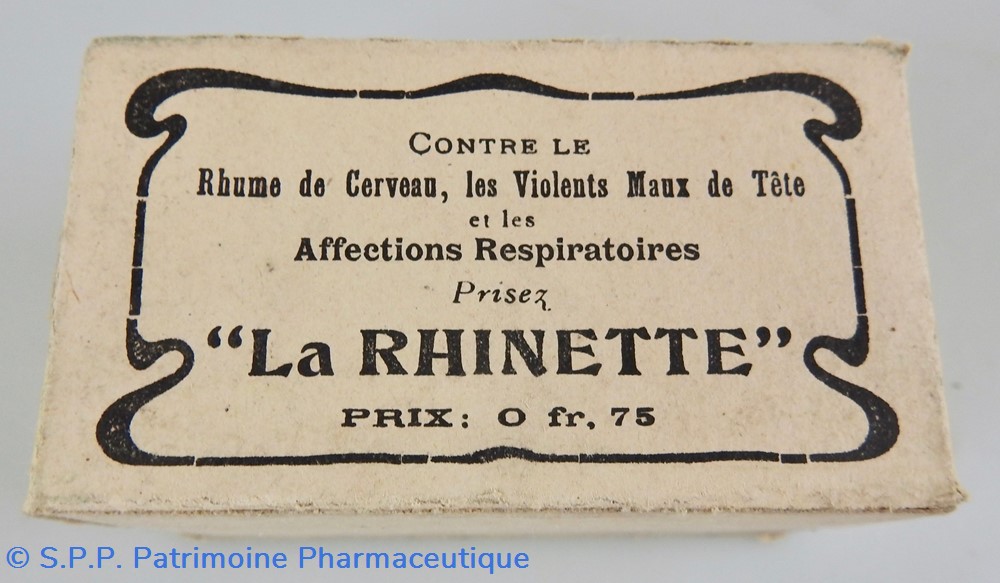 CONTRE LE
Rhume de Cerveau, les Violents Maux de Tête
et les
Affections Respiratoires
Prisez
"La RHINETTE"
PRIX: O fr, 75
© S.P.P. Patrimoine Pharmaceutique